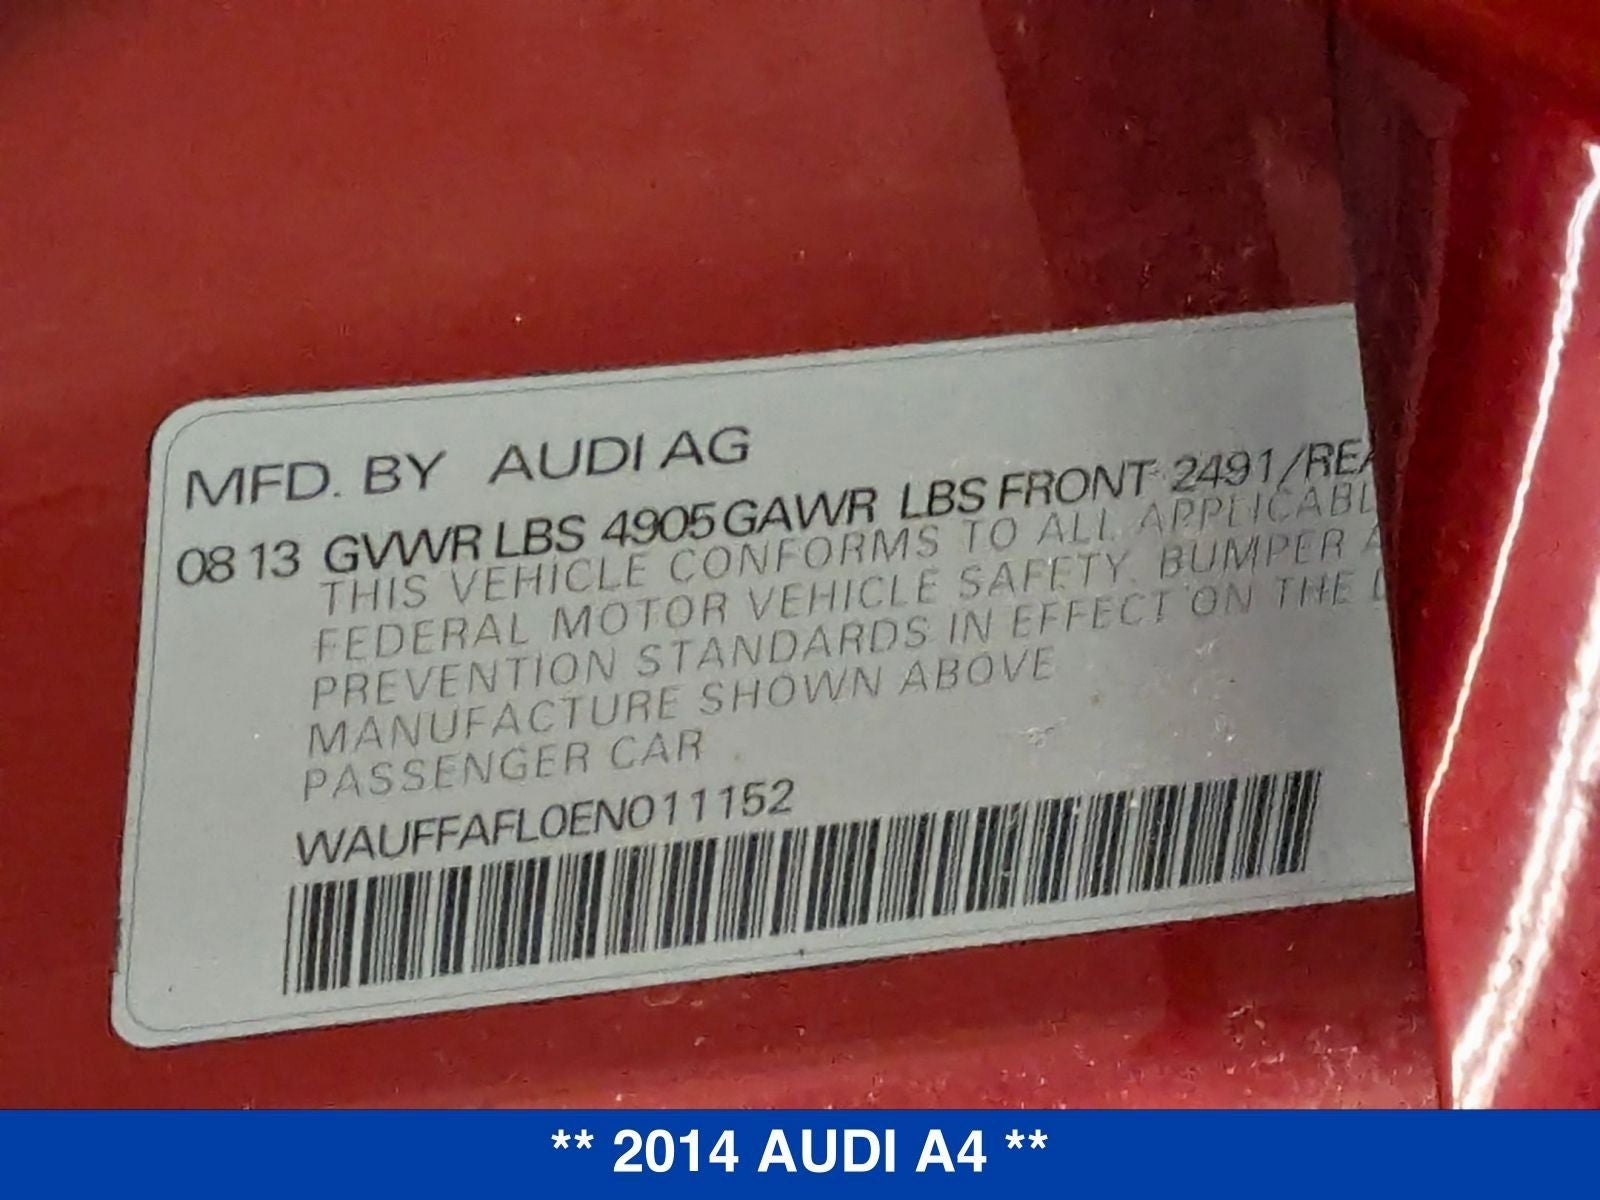 MFD. BY AUDI AG
08 13 GVWR LBS 4905 GAWR LBS FRONT 2491/REA
THIS VEHICLE CONFORMS TO ALL APPLICABL
FEDERAL MOTOR VEHICLE SAFETY. BUMPER A
PREVENTION STANDARDS IN EFFECT ON THE D
MANUFACTURE SHOWN ABOVE
PASSENGER CAR
WAUFFAFL0EN011152
** 2014 AUDI A4 **